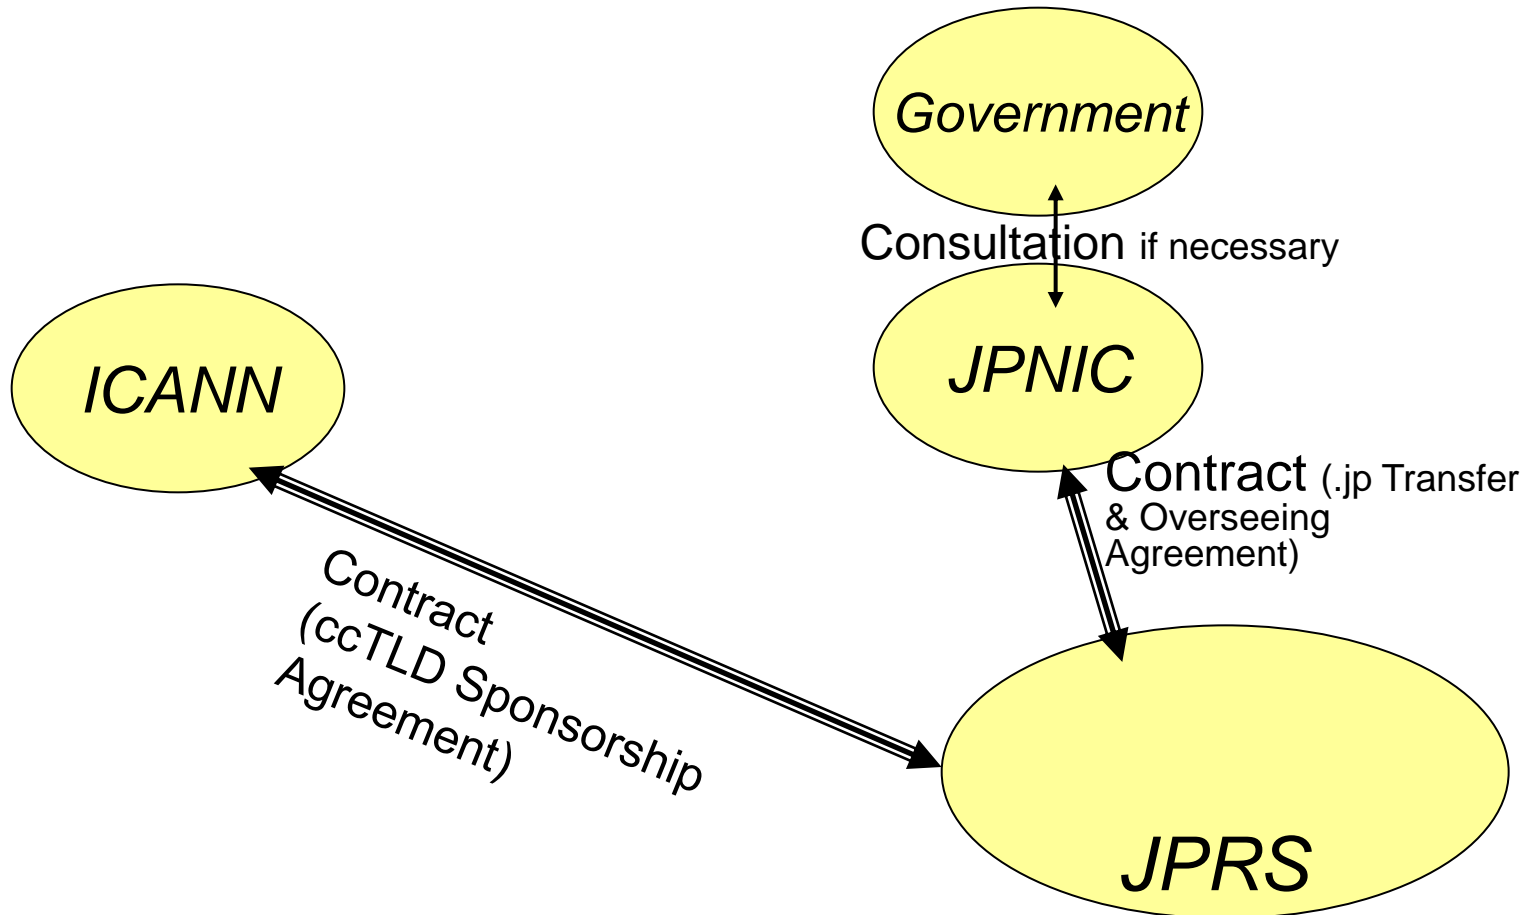 Government
Consultation if necessary
JPNIC
ICANN
Contract (.jp Transfer
& Overseeing
Agreement)
Contract
(ccTLD Sponsorship
Agreement)
JPRS